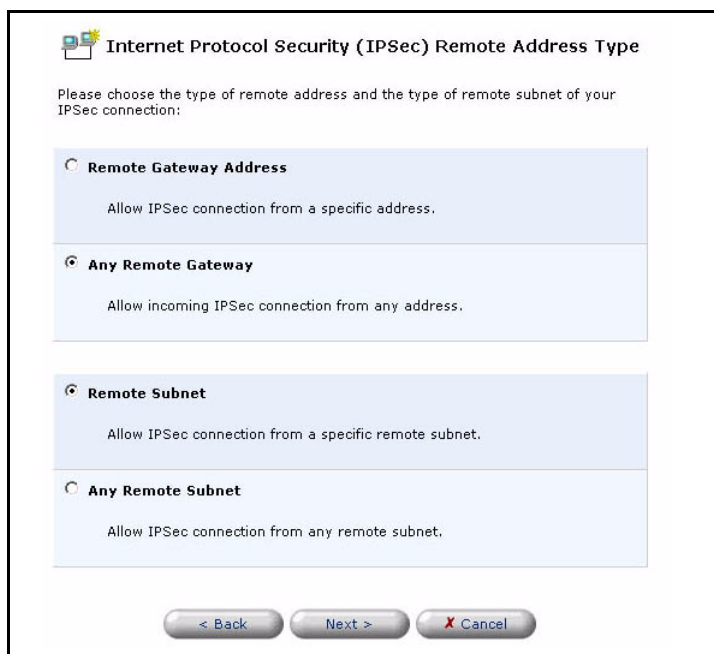 Internet Protocol Security (IPSec) Remote Address Type
Please choose the type of remote address and the type of remote subnet of your
IPSec connection:
Remote Gateway Address
Allow IPSec connection from a specific address.
Any Remote Gateway
Allow incoming IPSec connection from any address.
Remote Subnet
Allow IPSec connection from a specific remote subnet.
Any Remote Subnet
Allow IPSec connection from any remote subnet.
< Back Next > ✗ Cancel